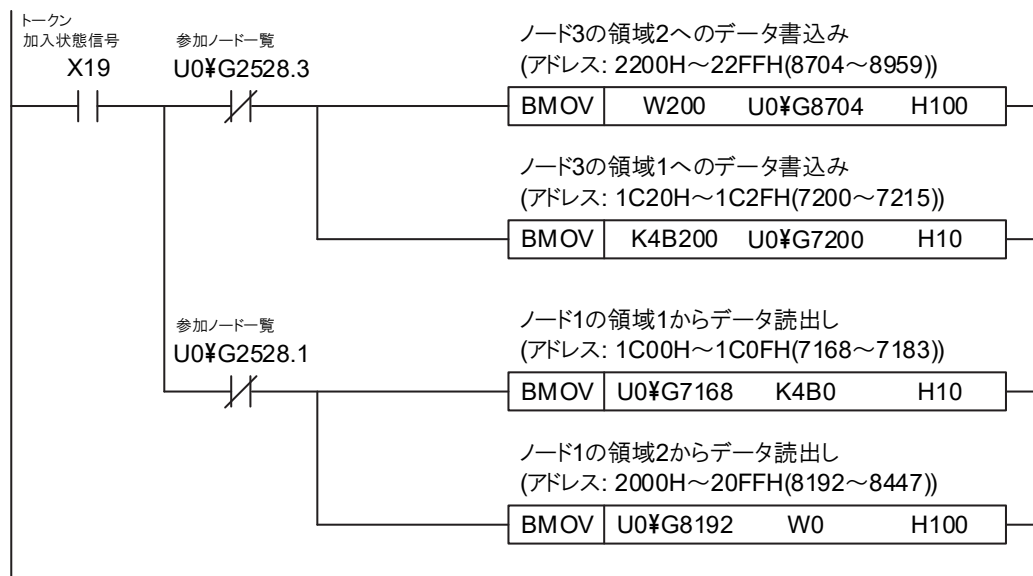 トークン
加入状態信号
X19
参加ノード一覧
U0¥G2528.3
ノード3の領域2へのデータ書込み
(アドレス: 2200H～22FFH(8704～8959))
BMOV W200 U0¥G8704 H100
ノード3の領域1へのデータ書込み
(アドレス: 1C20H～1C2FH(7200～7215))
BMOV K4B200 U0¥G7200 H10
参加ノード一覧
U0¥G2528.1
ノード1の領域1からデータ読出し
(アドレス: 1C00H～1C0FH(7168～7183))
BMOV U0¥G7168 K4B0 H10
ノード1の領域2からデータ読出し
(アドレス: 2000H～20FFH(8192～8447))
BMOV U0¥G8192 W0 H100